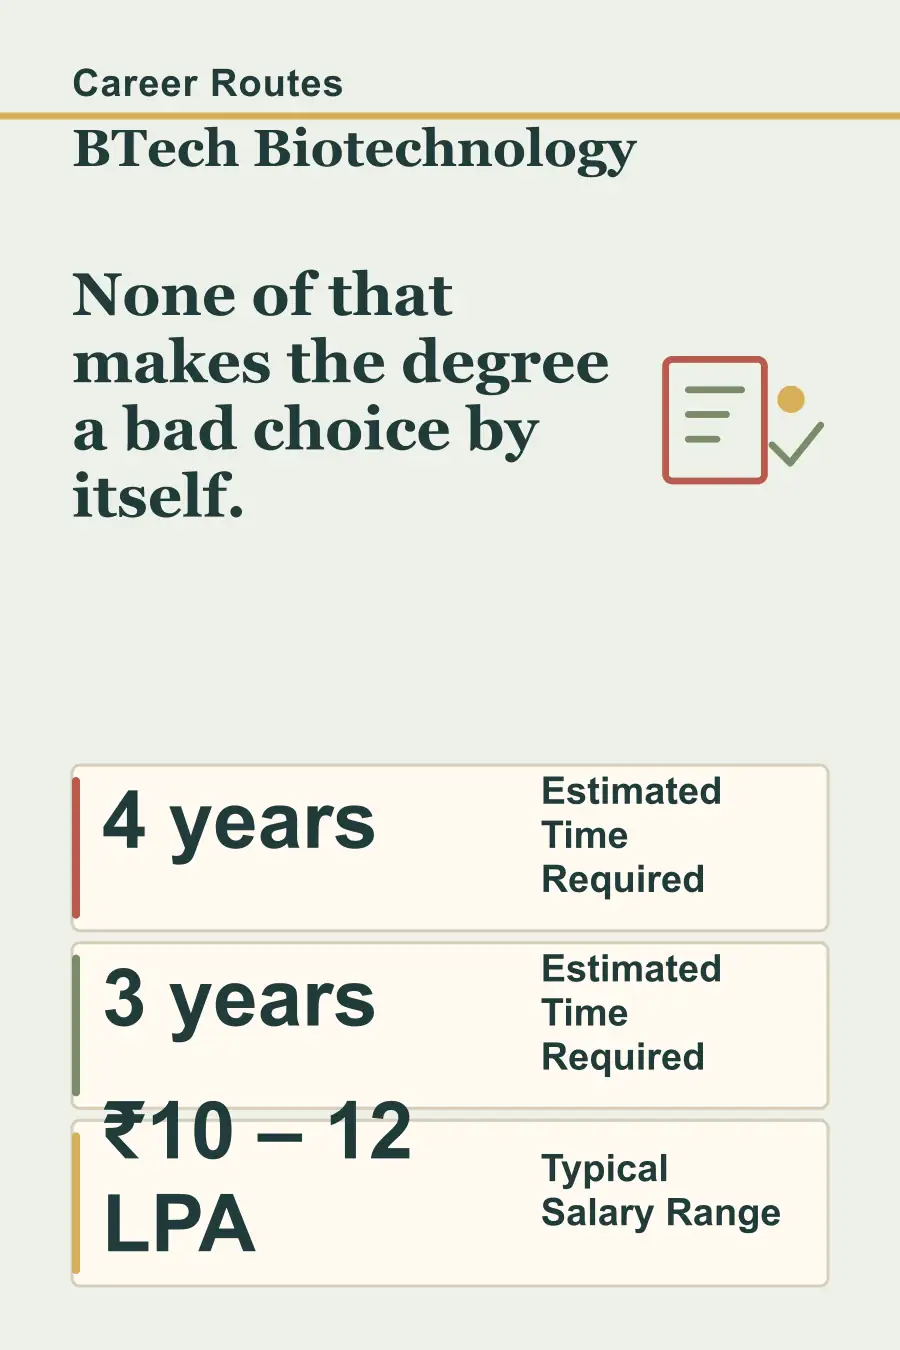 Career Routes
BTech Biotechnology
None of that
makes the degree
a bad choice by
itself.
4 years
Estimated
Time
Required
3 years
Estimated
Time
Required
₹10 – 12
LPA
Typical
Salary Range